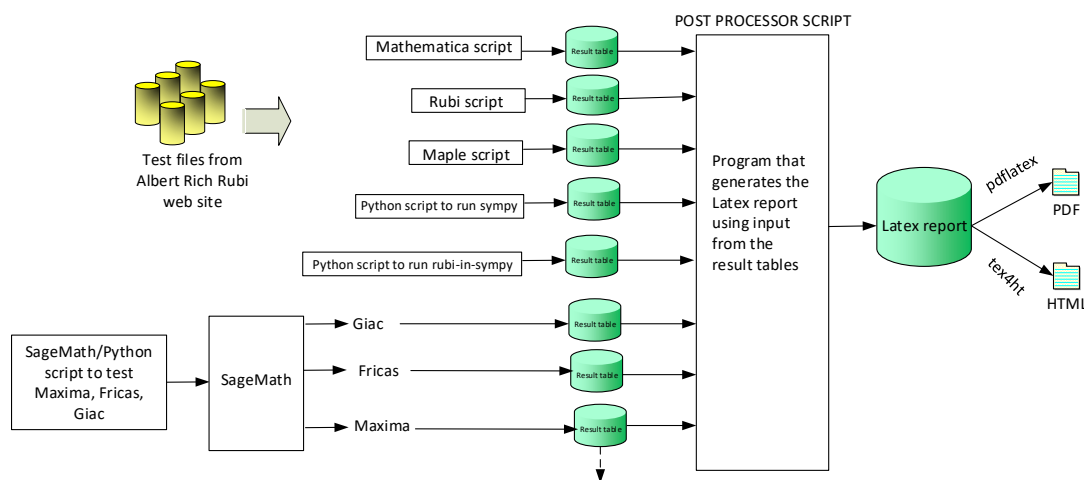 POST PROCESSOR SCRIPT
Mathematica script
Result table
Rubi script
Result table
Maple script
Result table
Python script to run sympy
Result table
Python script to run rubi-in-sympy
Result table
Test files from
Albert Rich Rubi
web site
SageMath/Python
script to test
Maxima, Fricas,
Giac
SageMath
Giac
Result table
Fricas
Result table
Maxima
Result table
Program that
generates the
Latex report
using input
from the
result tables
Latex report
pdflatex
PDF
tex4ht
HTML